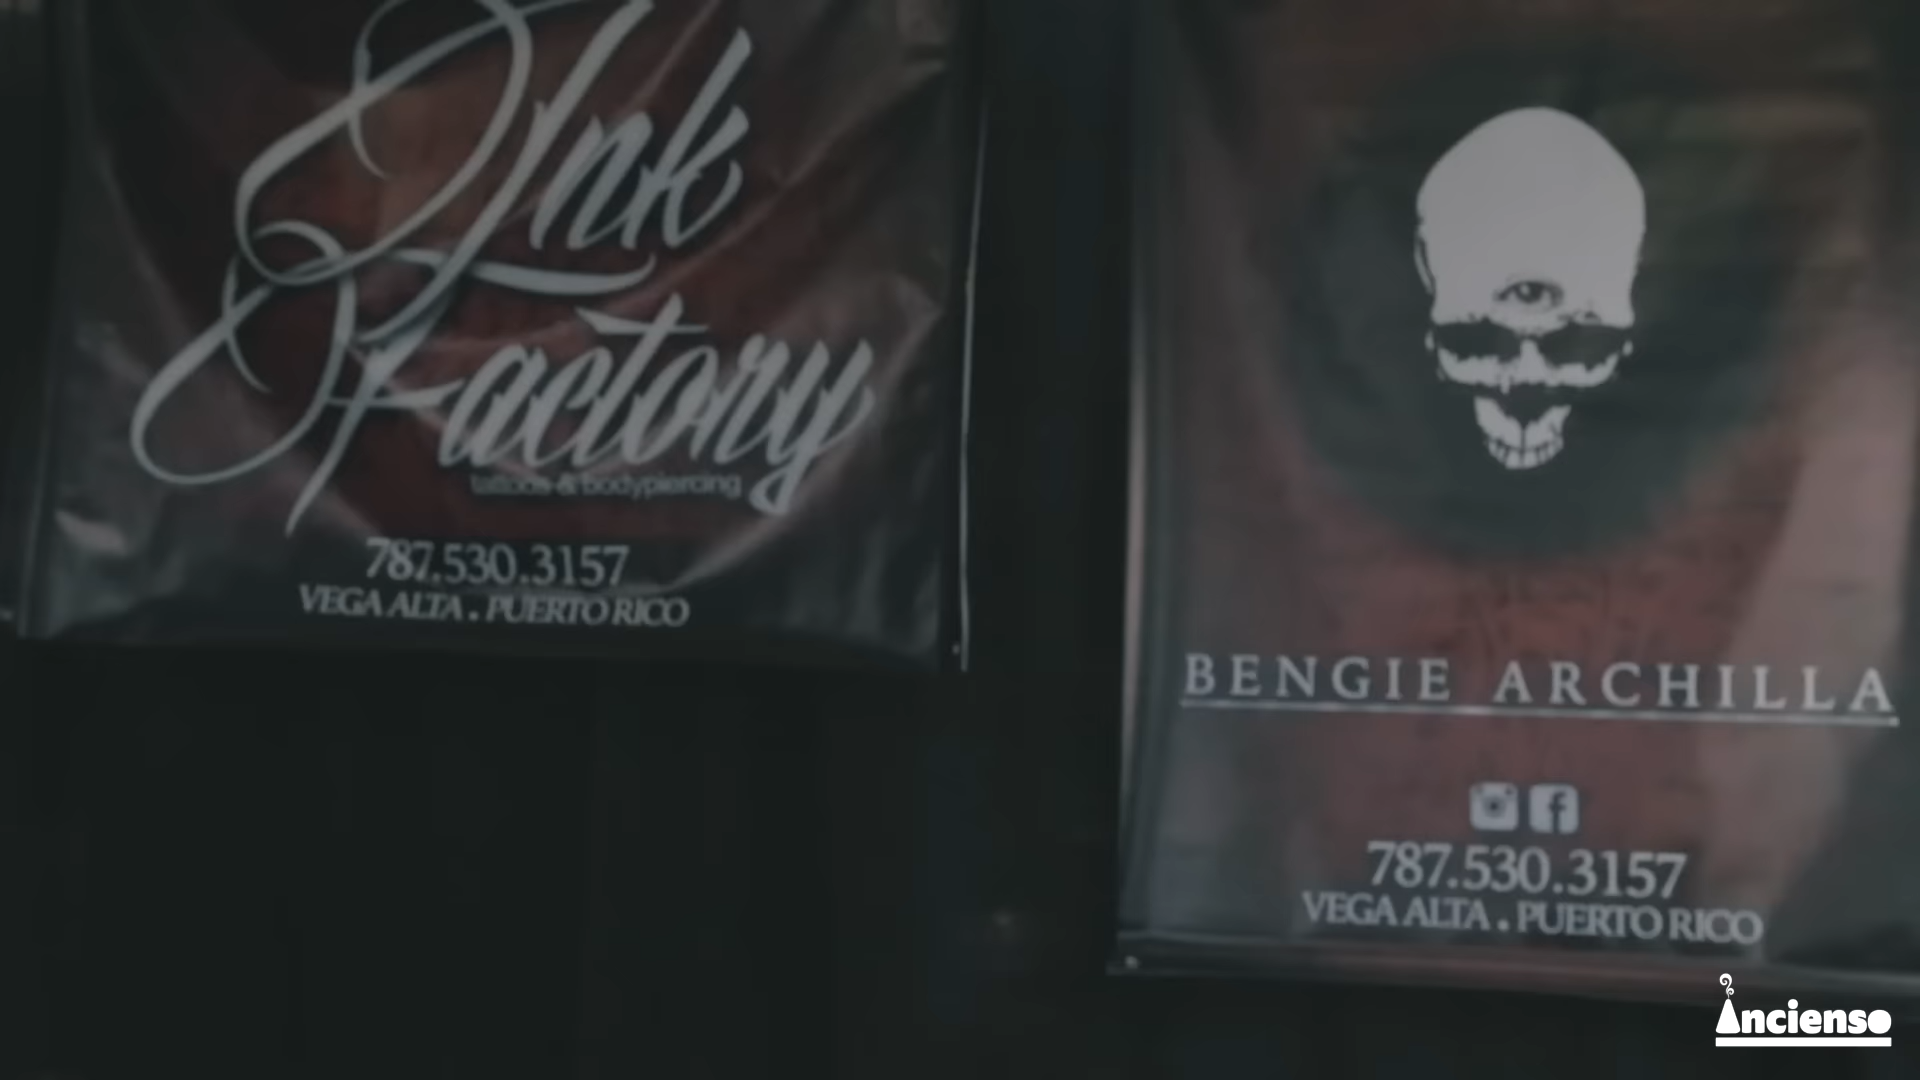 Ink
Factory
tattoos & bodypiercing
787.530.3157
VEGA ALTA . PUERTO RICO
BENGIE ARCHILLA
787.530.3157
VEGA ALTA . PUERTO RICO
incienso